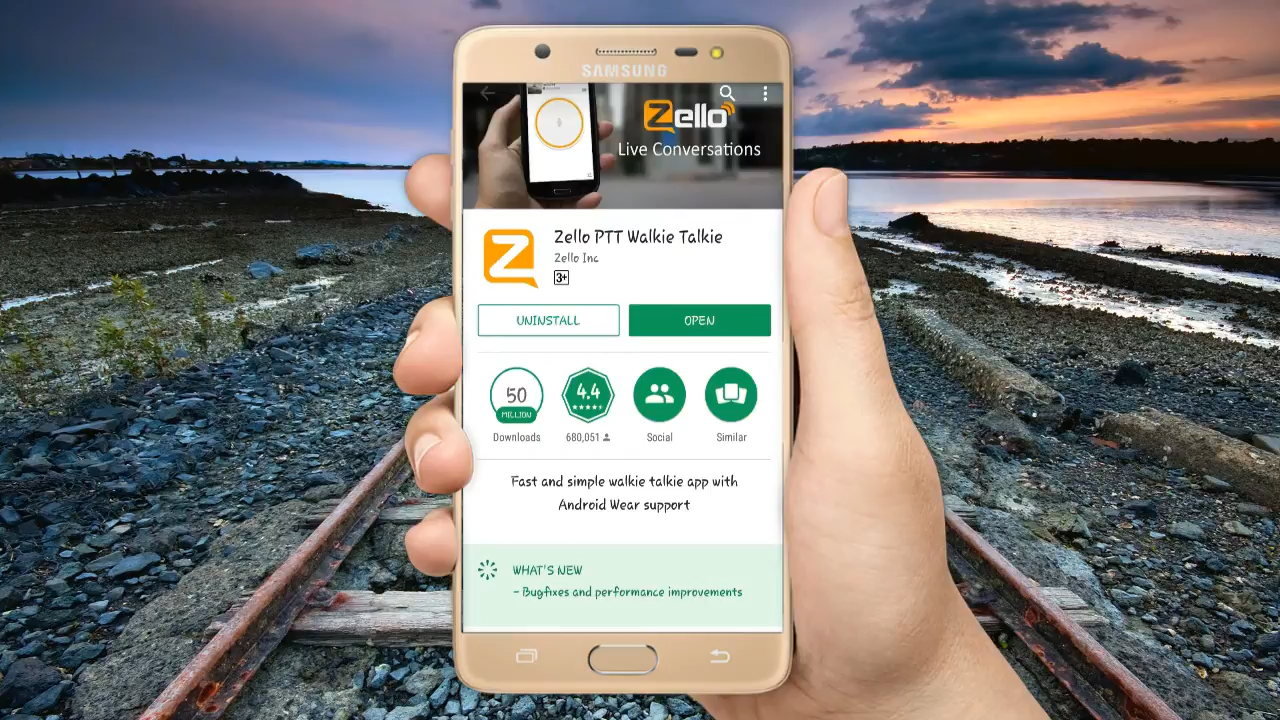 SAMSUNG
Zello
Live Conversations
Zello PTT Walkie Talkie
Zello Inc
3+
UNINSTALL
OPEN
50
MILLION
4.4
Downloads
680,051
Social
Similar
Fast and simple walkie talkie app with
Android Wear support
WHAT'S NEW
- Bugfixes and performance improvements